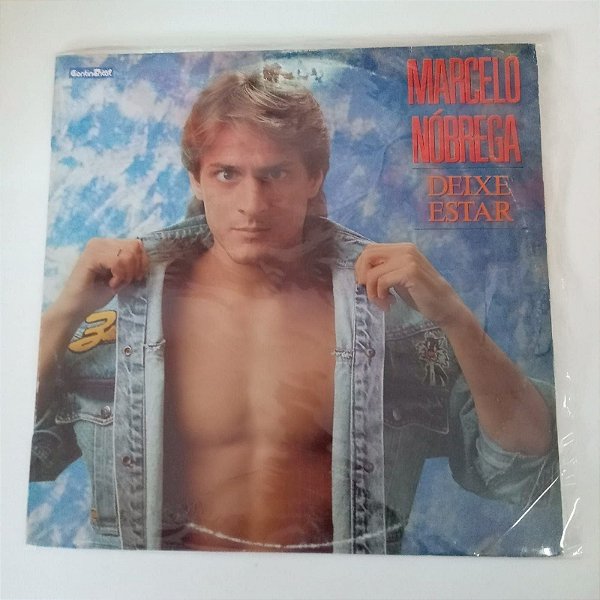 Continental
MARCELO
NÓBREGA
DEIXE
ESTAR